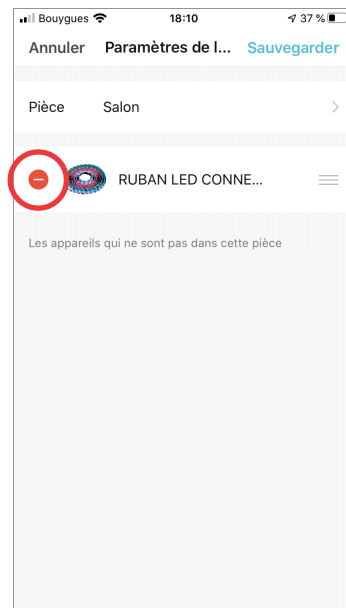 Bouygues 18:10 37 %
Annuler Paramètres de l... Sauvegarder
Pièce Salon
RUBAN LED CONNE...
Les appareils qui ne sont pas dans cette pièce